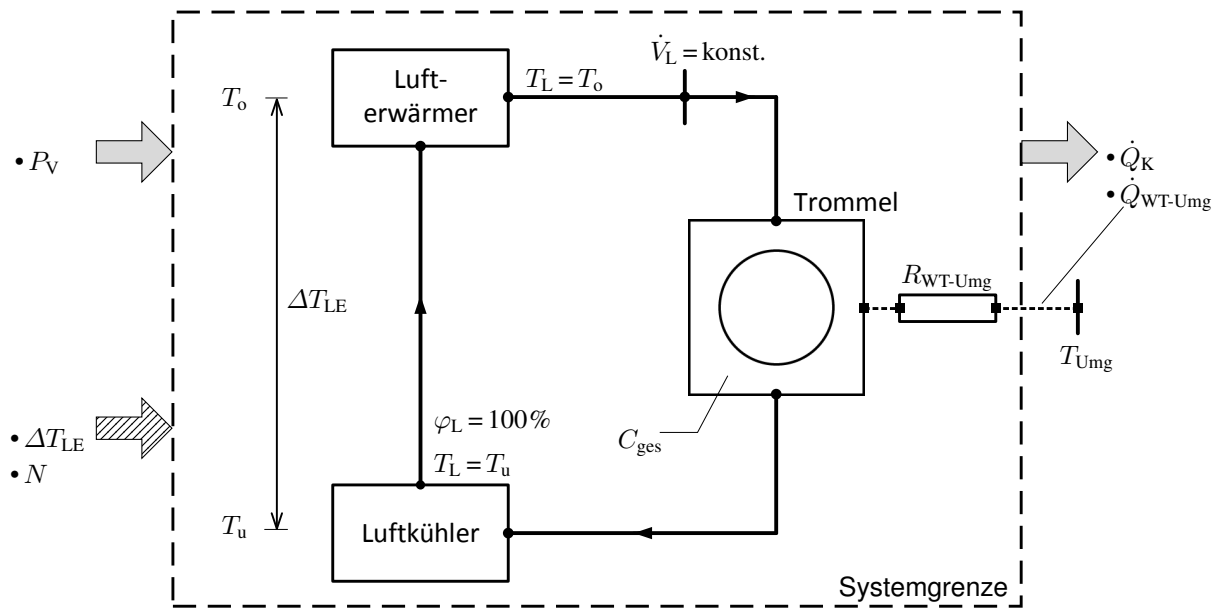 V̇_L = konst.
Luft-
erwärmer
T_L = T_o
T_o
• P_V
• Q̇_K
• Q̇_WT-Umg
Trommel
R_WT-Umg
ΔT_LE
T_Umg
φ_L = 100%
C_ges
• ΔT_LE
• N
T_L = T_u
T_u
Luftkühler
Systemgrenze